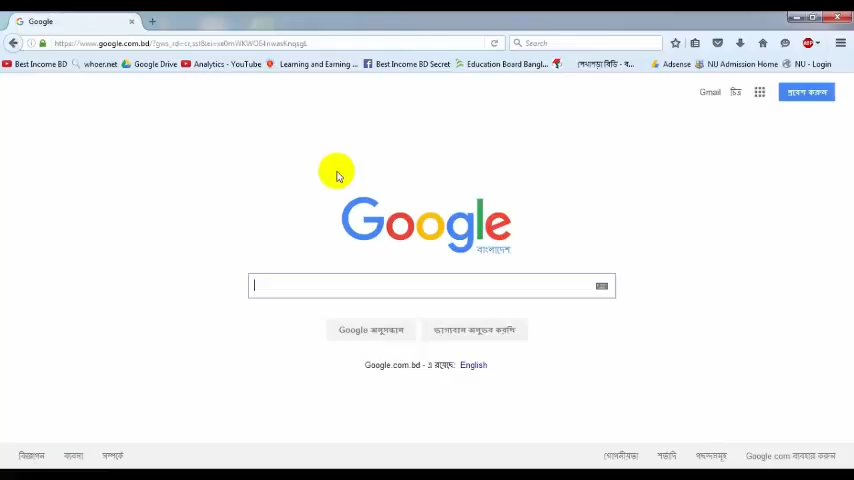 Google
https://www.google.com.bd/?gws_rd=cr,ssl&ei=
Search
Best Income BD whoer.net Google Drive Analytics - YouTube Learning and Earning ... Best Income BD Secret Education Board Bangl... লেখাপড়া বিডি - ব... Adsense NU Admission Home NU - Login
Gmail চিত্র প্রবেশ করুন
Google
বাংলাদেশ
Google অনুসন্ধান ভাগ্যবান অনুভব করছি
Google.com.bd - এ রয়েছে: English
বিজ্ঞাপন ব্যবসা সম্পর্কে গোপনীয়তা শর্তাদি পছন্দসমূহ Google.com ব্যবহার করুন